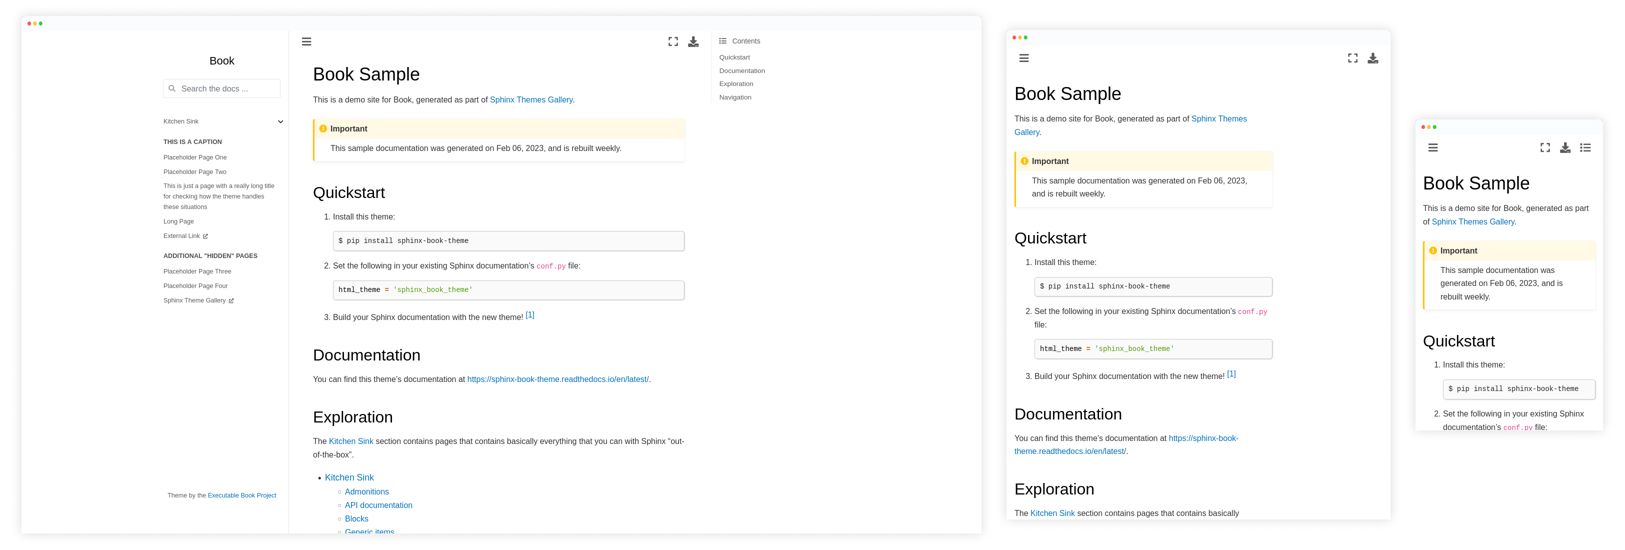 Book
Search the docs ...
Kitchen Sink
THIS IS A CAPTION
Placeholder Page One
Placeholder Page Two
This is just a page with a really long title
for checking how the theme handles
these situations
Long Page
External Link
ADDITIONAL "HIDDEN" PAGES
Placeholder Page Three
Placeholder Page Four
Sphinx Theme Gallery
Theme by the Executable Book Project
Book Sample
This is a demo site for Book, generated as part of Sphinx Themes Gallery.
Important
This sample documentation was generated on Feb 06, 2023, and is rebuilt weekly.
Quickstart
1. Install this theme:
$ pip install sphinx-book-theme
2. Set the following in your existing Sphinx documentation’s conf.py file:
html_theme = 'sphinx_book_theme'
3. Build your Sphinx documentation with the new theme! [1]
Documentation
You can find this theme’s documentation at https://sphinx-book-theme.readthedocs.io/en/latest/.
Exploration
The Kitchen Sink section contains pages that contains basically everything that you can with Sphinx “out-
of-the-box”.
• Kitchen Sink
◦ Admonitions
◦ API documentation
◦ Blocks
◦ Generic items
Contents
Quickstart
Documentation
Exploration
Navigation
Book Sample
This is a demo site for Book, generated as part of Sphinx Themes
Gallery.
Important
This sample documentation was generated on Feb 06, 2023,
and is rebuilt weekly.
Quickstart
1. Install this theme:
$ pip install sphinx-book-theme
2. Set the following in your existing Sphinx documentation’s conf.py
file:
html_theme = 'sphinx_book_theme'
3. Build your Sphinx documentation with the new theme! [1]
Documentation
You can find this theme’s documentation at https://sphinx-book-
theme.readthedocs.io/en/latest/.
Exploration
The Kitchen Sink section contains pages that contains basically
Book Sample
This is a demo site for Book, generated as part
of Sphinx Themes Gallery.
Important
This sample documentation was
generated on Feb 06, 2023, and is
rebuilt weekly.
Quickstart
1. Install this theme:
$ pip install sphinx-book-theme
2. Set the following in your existing Sphinx
documentation’s conf.py file: